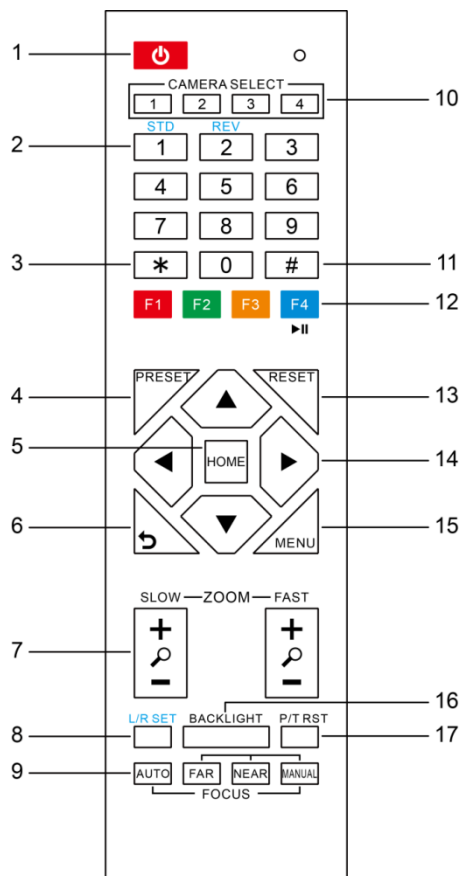 1
CAMERA SELECT
1 2 3 4
10
STD REV
2
1 2 3
4 5 6
7 8 9
3
* 0 #
11
F1 F2 F3 F4
12
PRESET RESET
4
13
5
HOME
14
6
MENU
15
SLOW ZOOM FAST
+ +
7
- -
16
L/R SET BACKLIGHT P/T RST
8
17
9
AUTO FAR NEAR MANUAL
FOCUS